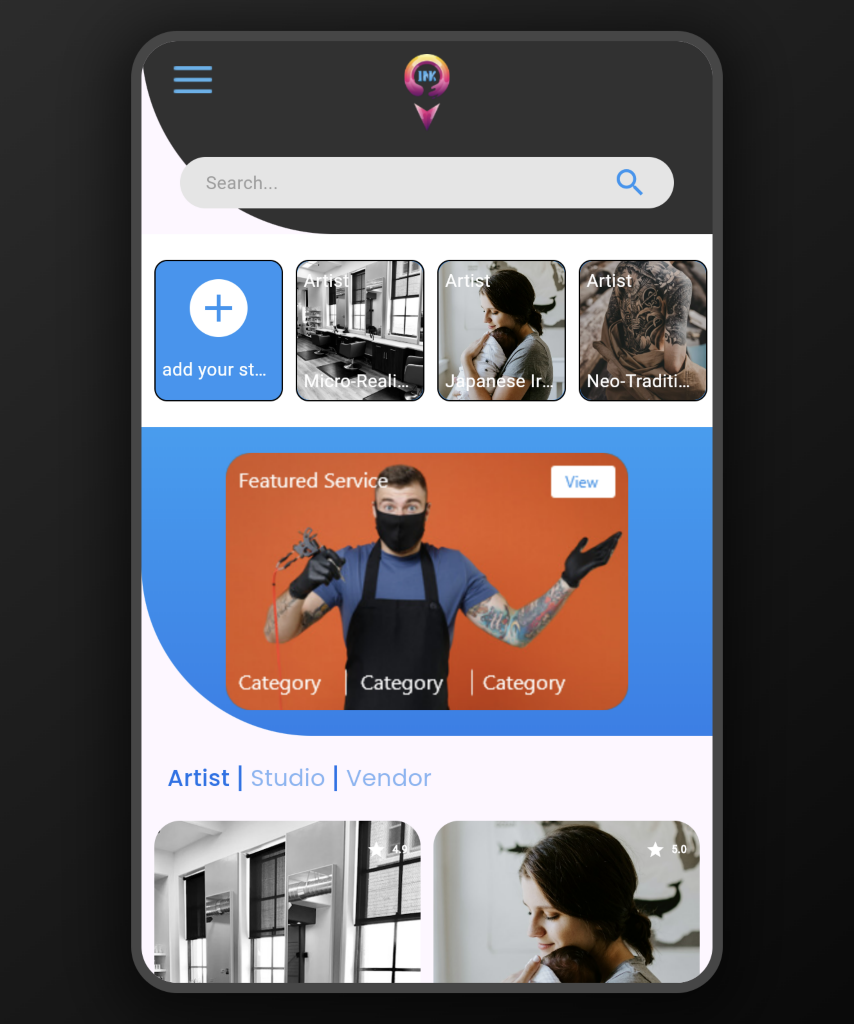 INK
Search...
add your st...
Artist
Micro-Reali...
Artist
Japanese Ir...
Artist
Neo-Traditi...
Featured Service
View
Category | Category | Category
Artist | Studio | Vendor
4.9
5.0